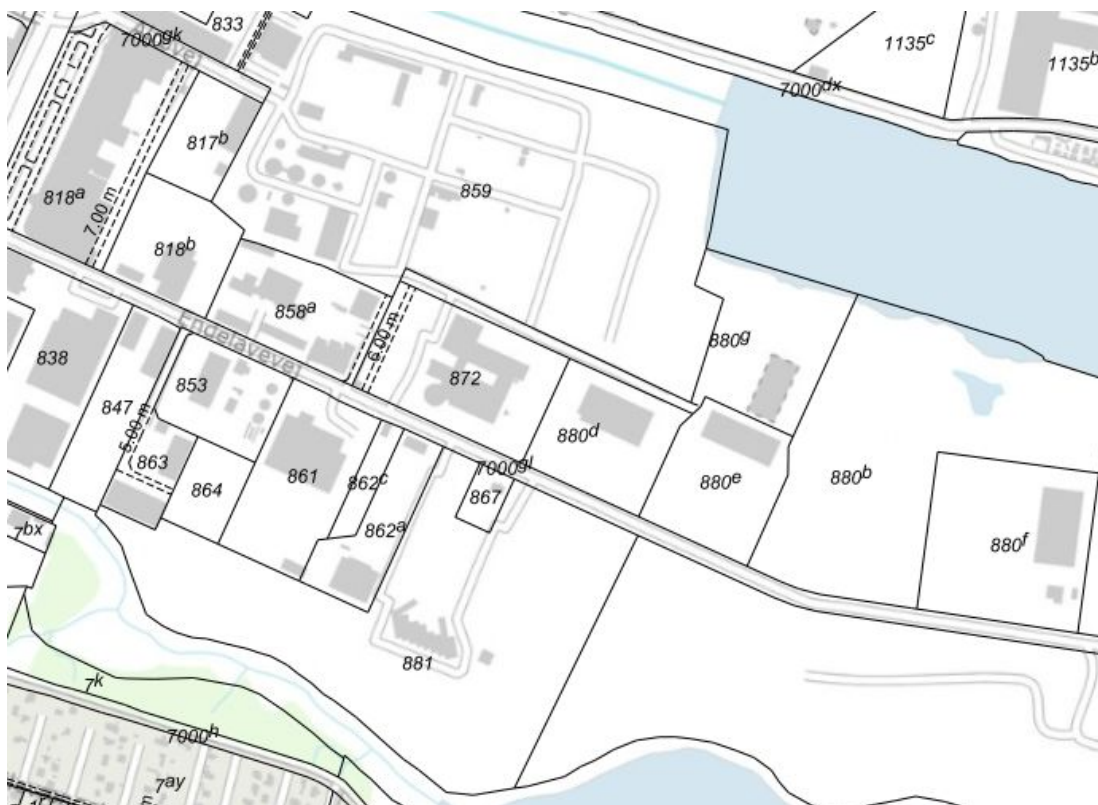 833
7000gk
1135c
1135b
7000dx
817b
818a
7.00 m
859
818b
858a
Engelavevej
6.00 m
880g
838
872
853
847
5.00 m
880d
863
864
861
862c
7000gl
867
880e
880b
862a
7bx
880f
881
7k
7000h
7ay